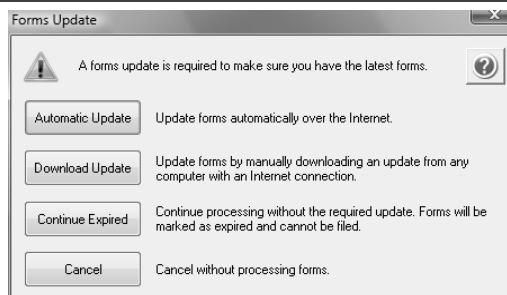 Forms Update
A forms update is required to make sure you have the latest forms.
Automatic Update Update forms automatically over the Internet.
Download Update Update forms by manually downloading an update from any
computer with an Internet connection.
Continue Expired Continue processing without the required update. Forms will be
marked as expired and cannot be filed.
Cancel Cancel without processing forms.